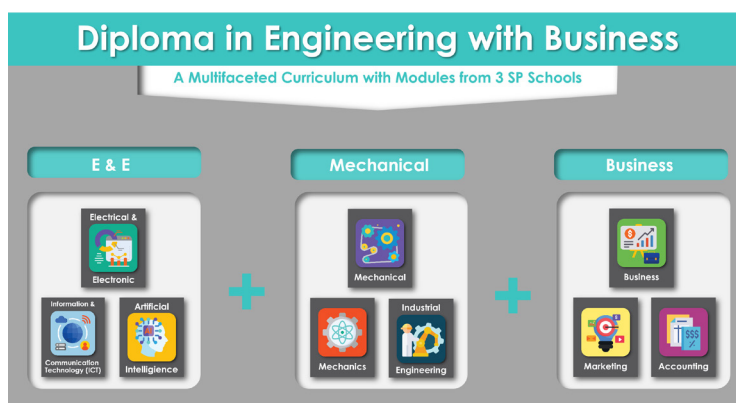 Diploma in Engineering with Business
A Multifaceted Curriculum with Modules from 3 SP Schools
E & E
Electrical &
Electronic
Information &
Communication
Technology (ICT)
Artificial
Intelligience
Mechanical
Mechanical
Mechanics
Industrial
Engineering
Business
$
Business
Marketing
$$$
Accounting